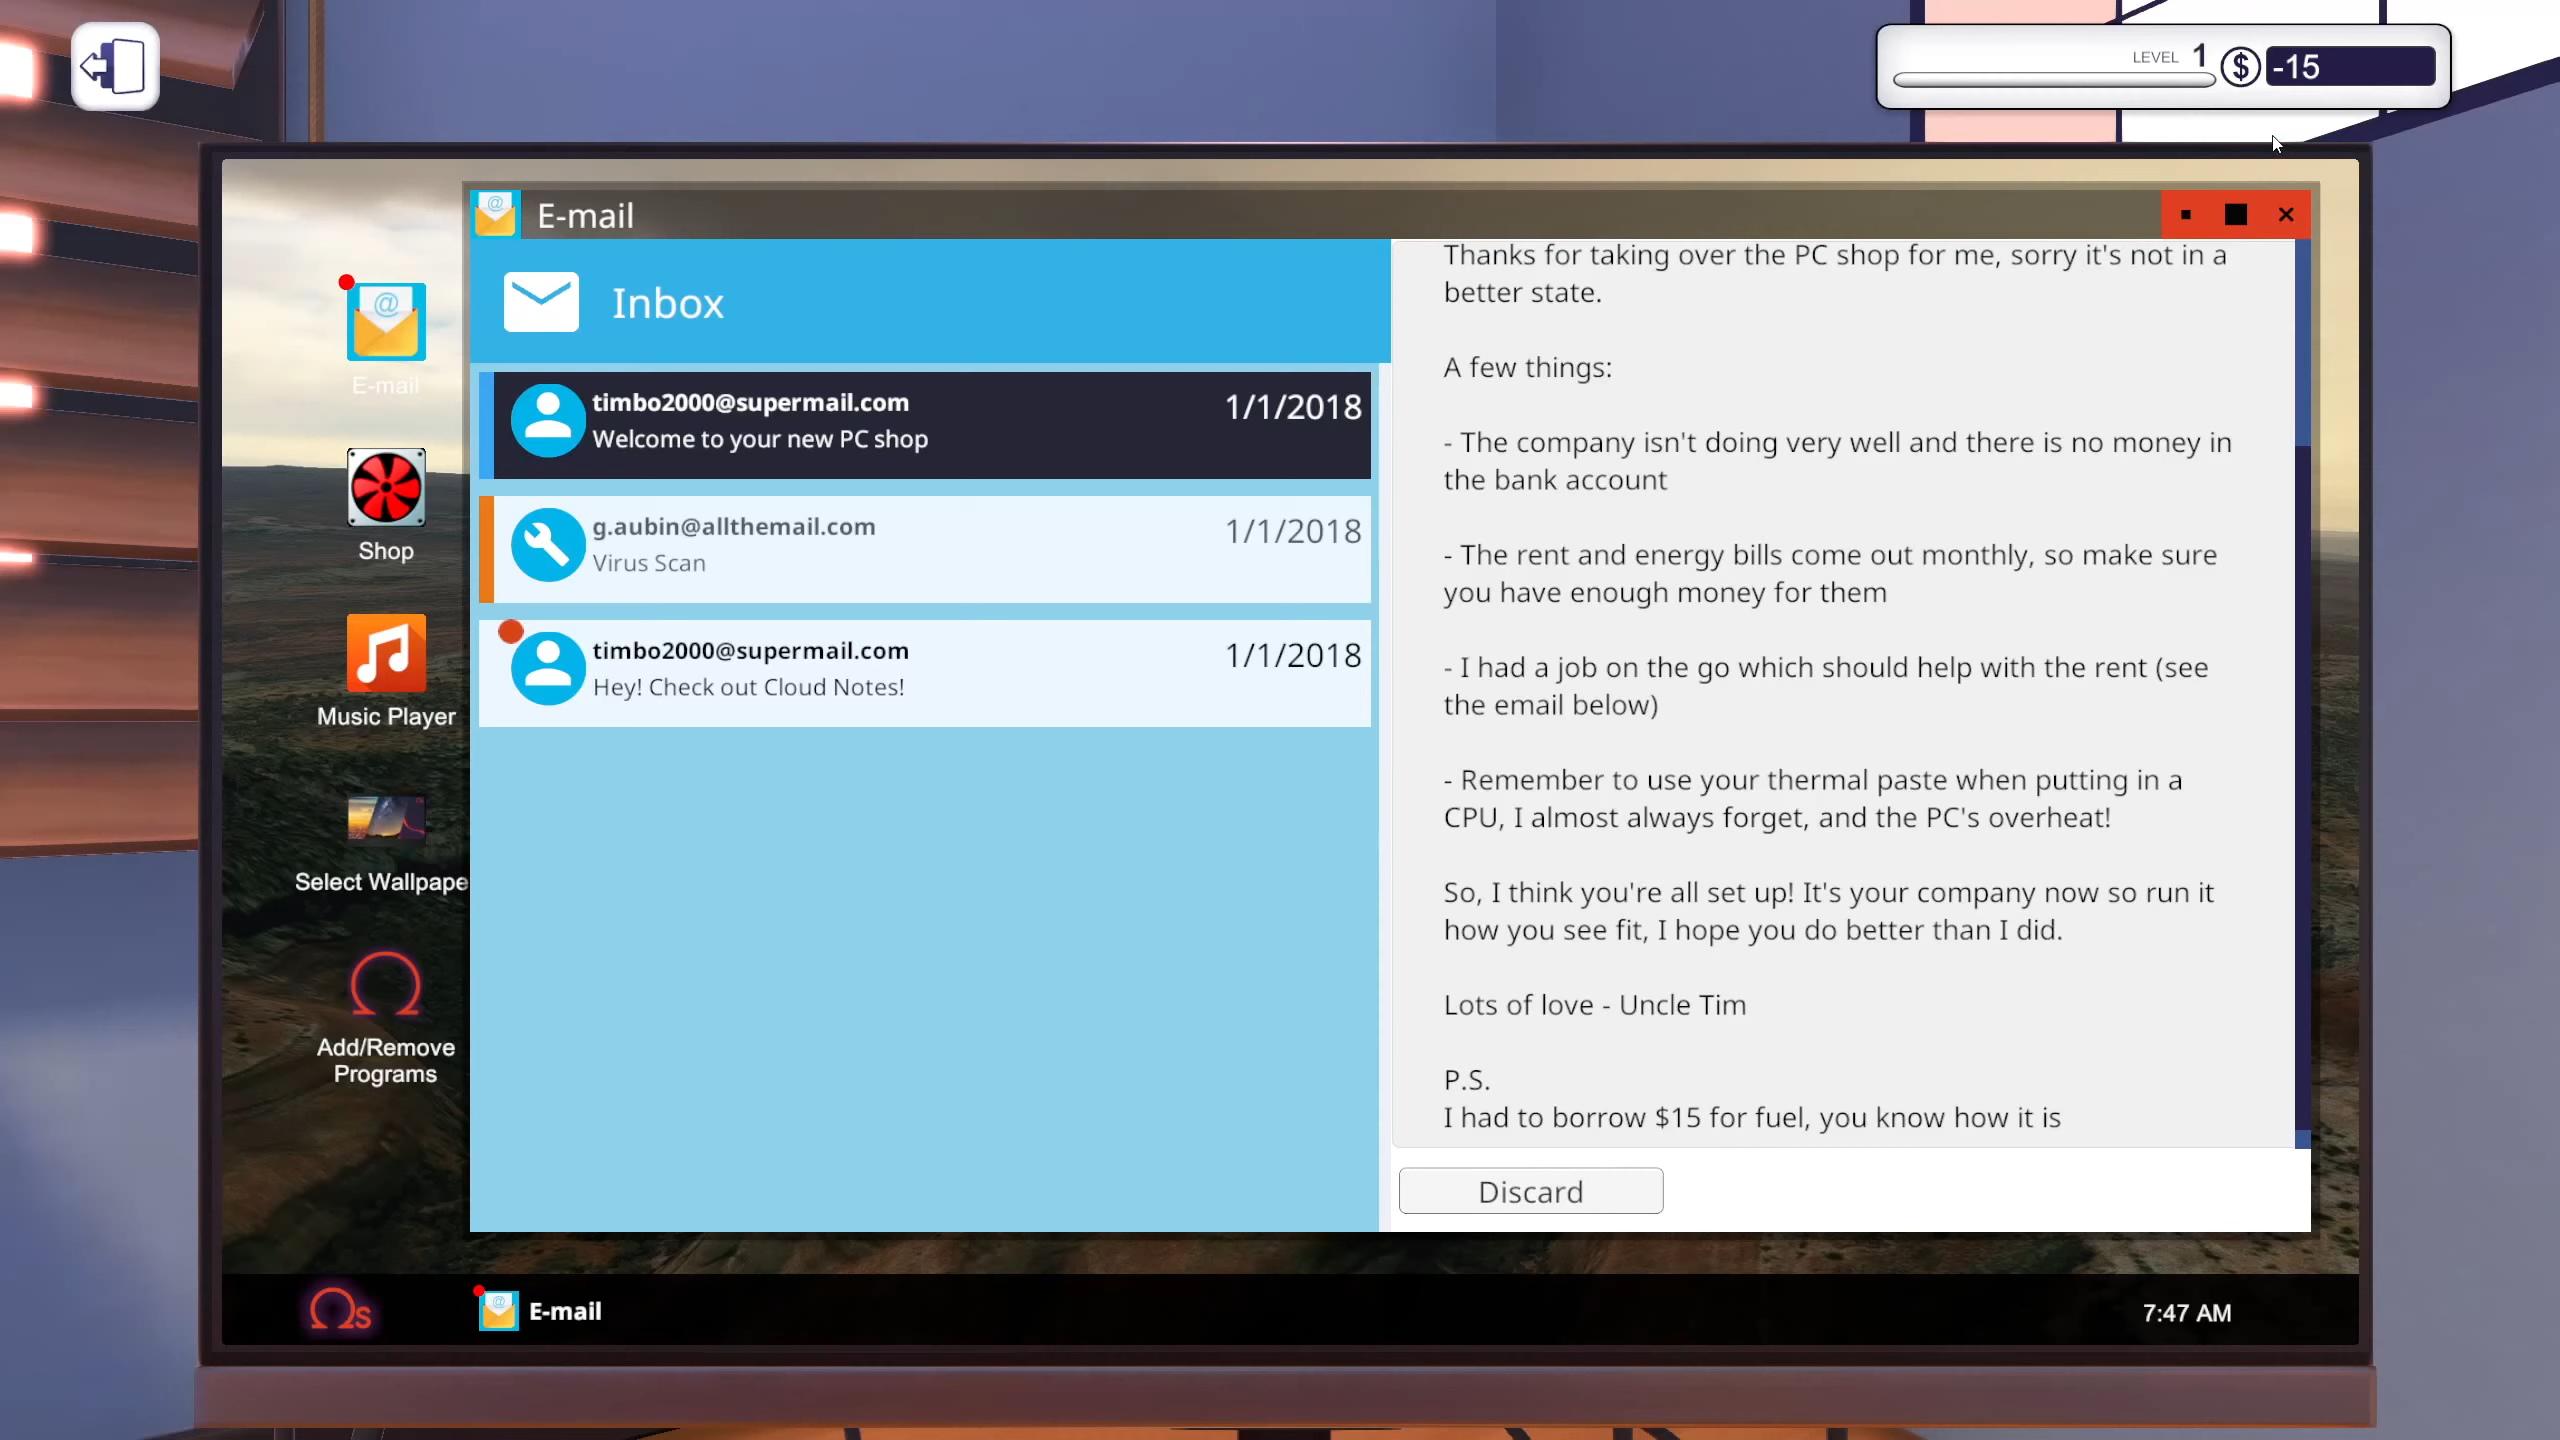 LEVEL 1
$ -15
E-mail
Inbox
timbo2000@supermail.com
1/1/2018
Welcome to your new PC shop
g.aubin@allthemail.com
1/1/2018
Virus Scan
timbo2000@supermail.com
1/1/2018
Hey! Check out Cloud Notes!
Thanks for taking over the PC shop for me, sorry it's not in a
better state.
A few things:
- The company isn't doing very well and there is no money in
the bank account
- The rent and energy bills come out monthly, so make sure
you have enough money for them
- I had a job on the go which should help with the rent (see
the email below)
- Remember to use your thermal paste when putting in a
CPU, I almost always forget, and the PC's overheat!
So, I think you're all set up! It's your company now so run it
how you see fit, I hope you do better than I did.
Lots of love - Uncle Tim
P.S.
I had to borrow $15 for fuel, you know how it is
Discard
E-mail
Shop
Music Player
Select Wallpape
Add/Remove
Programs
Ωs
E-mail
7:47 AM